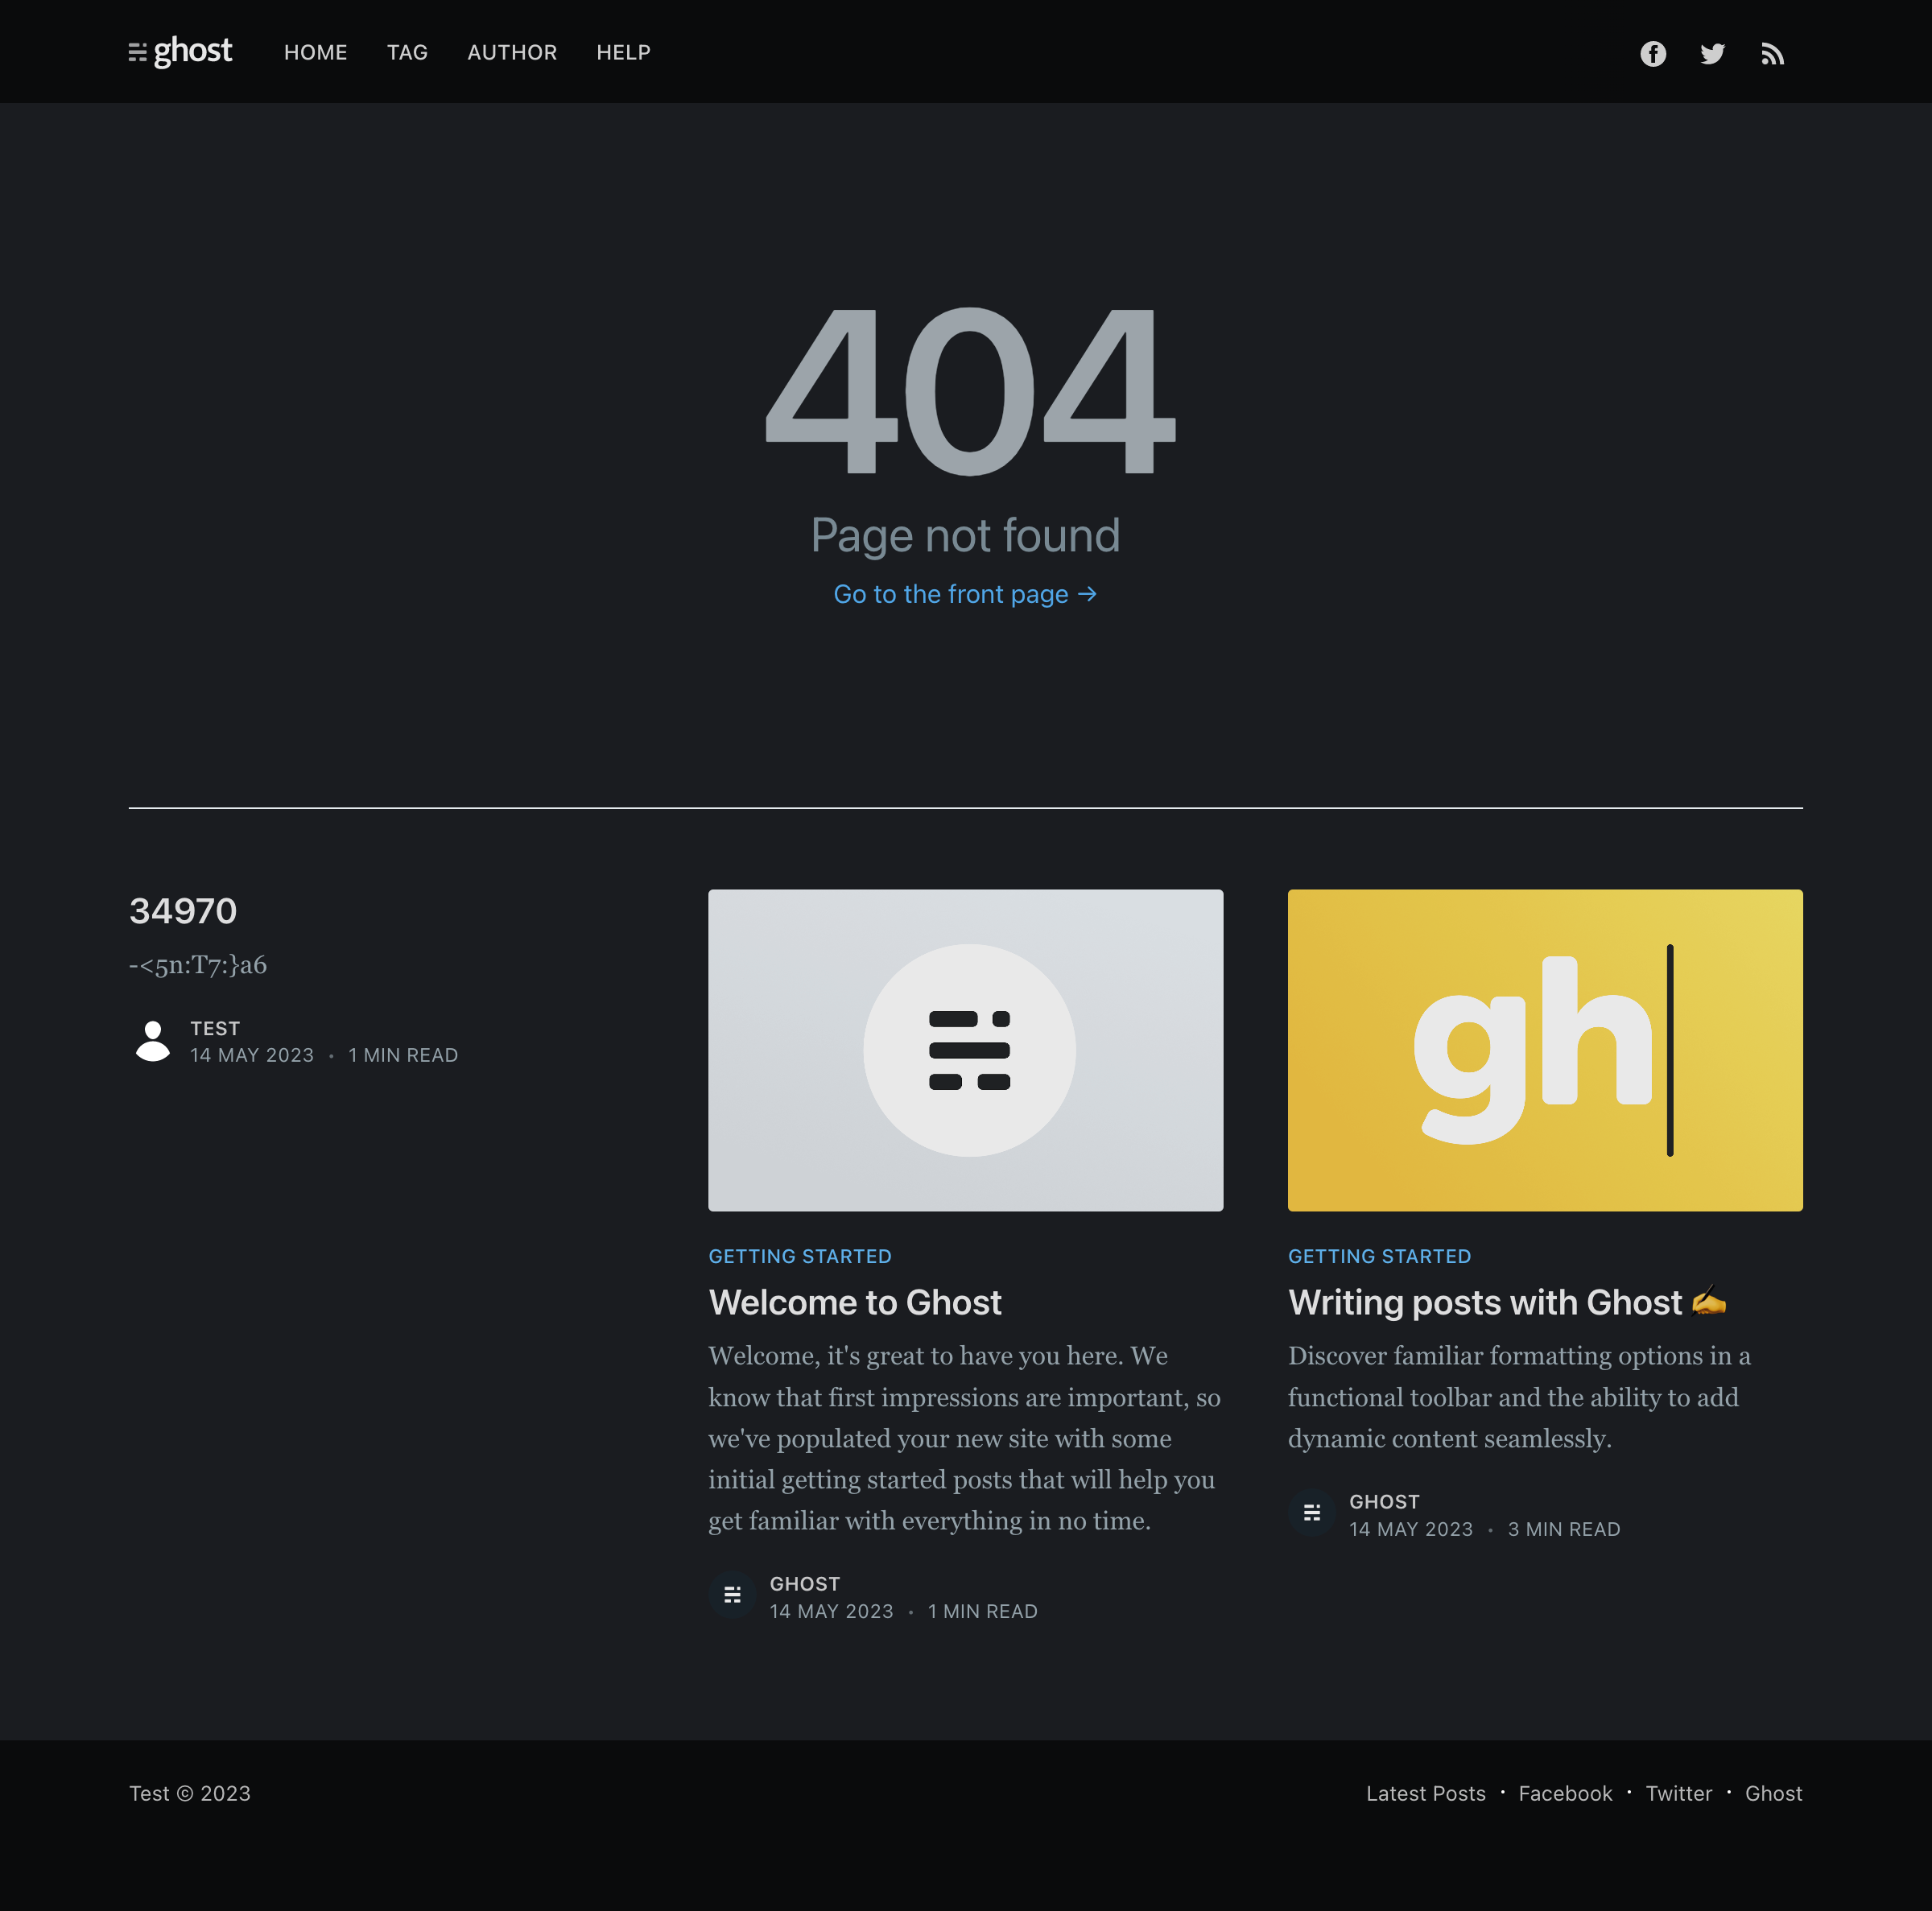 ghost HOME TAG AUTHOR HELP
404
Page not found
Go to the front page →
34970
-<5n:T7:}a6
TEST
14 MAY 2023 • 1 MIN READ
GETTING STARTED
Welcome to Ghost
Welcome, it's great to have you here. We
know that first impressions are important, so
we've populated your new site with some
initial getting started posts that will help you
get familiar with everything in no time.
GHOST
14 MAY 2023 • 1 MIN READ
gh
GETTING STARTED
Writing posts with Ghost ✍️
Discover familiar formatting options in a
functional toolbar and the ability to add
dynamic content seamlessly.
GHOST
14 MAY 2023 • 3 MIN READ
Test © 2023
Latest Posts • Facebook • Twitter • Ghost